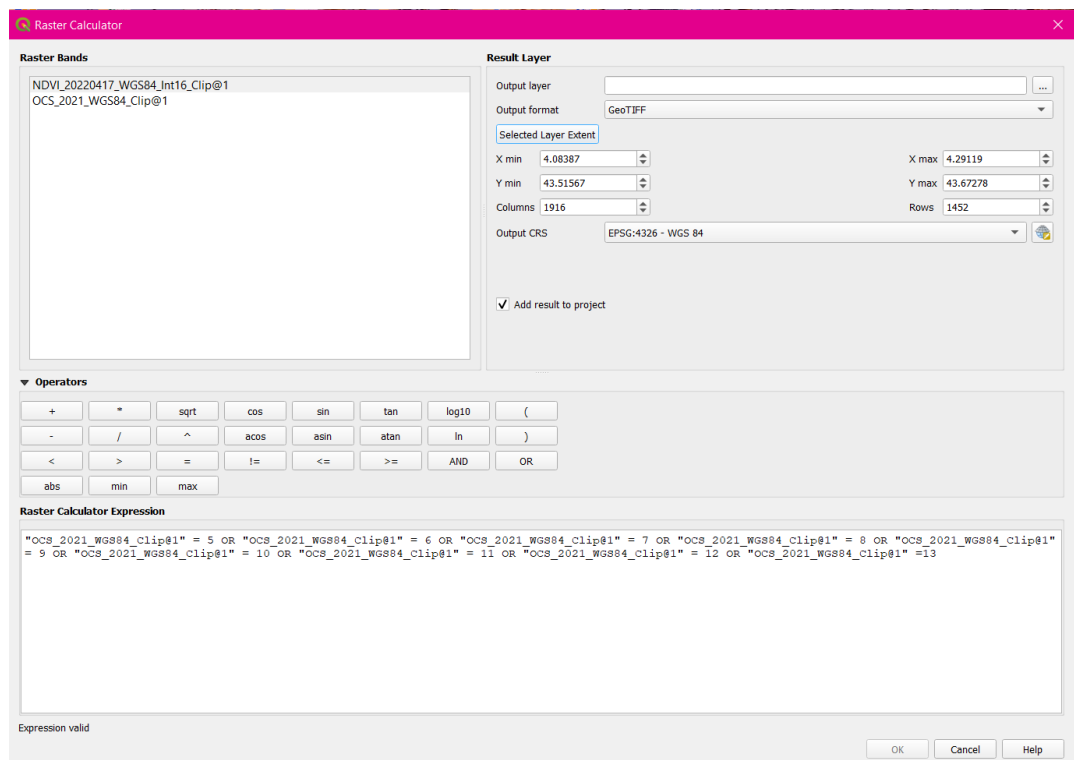 Raster Calculator
Raster Bands
NDVI_20220417_WGS84_Int16_Clip@1
OCS_2021_WGS84_Clip@1
Result Layer
Output layer
...
Output format GeoTIFF
Selected Layer Extent
X min 4.08387 X max 4.29119
Y min 43.51567 Y max 43.67278
Columns 1916 Rows 1452
Output CRS EPSG:4326 - WGS 84
Add result to project
Operators
+ * sqrt cos sin tan log10 (
- / ^ acos asin atan ln )
< > = != <= >= AND OR
abs min max
Raster Calculator Expression
"OCS_2021_WGS84_Clip@1" = 5 OR "OCS_2021_WGS84_Clip@1" = 6 OR "OCS_2021_WGS84_Clip@1" = 7 OR "OCS_2021_WGS84_Clip@1" = 8 OR "OCS_2021_WGS84_Clip@1"
= 9 OR "OCS_2021_WGS84_Clip@1" = 10 OR "OCS_2021_WGS84_Clip@1" = 11 OR "OCS_2021_WGS84_Clip@1" = 12 OR "OCS_2021_WGS84_Clip@1" =13
Expression valid
OK Cancel Help